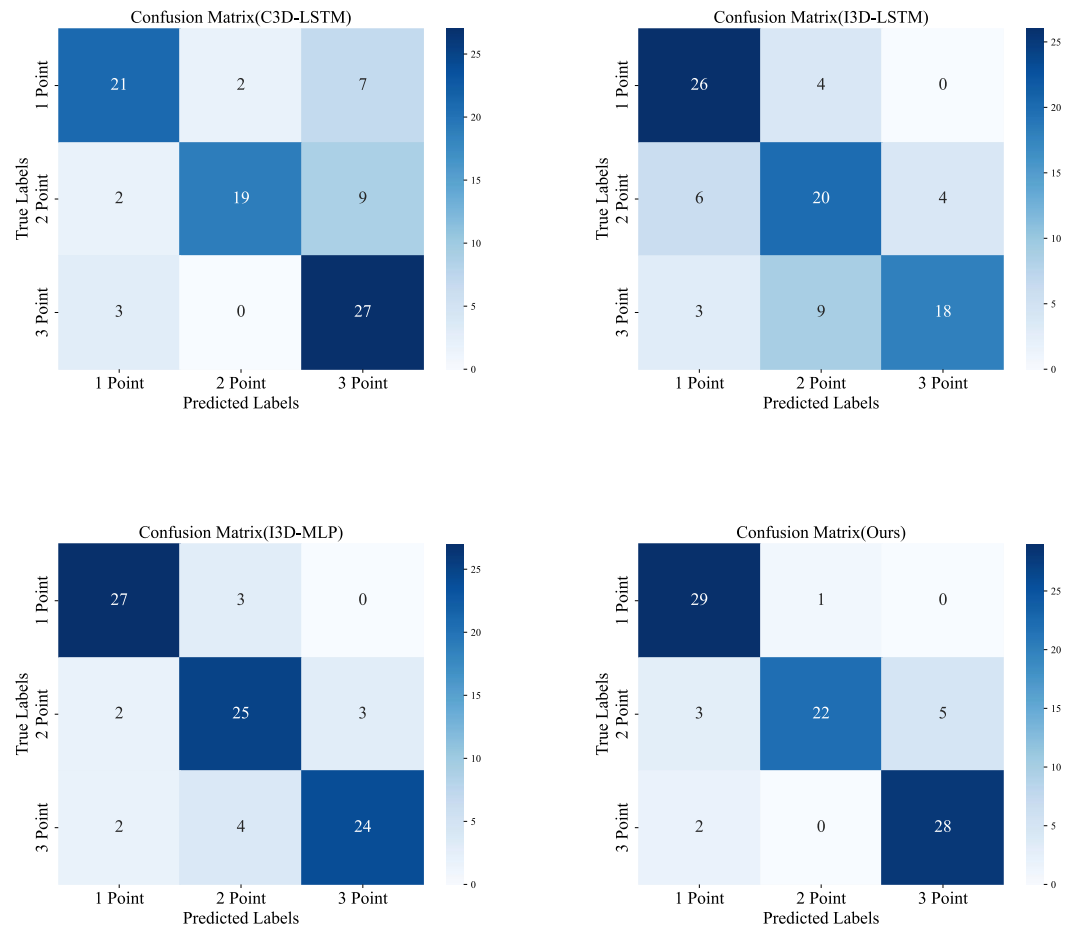 Confusion Matrix(C3D-LSTM)
True Labels
1 Point
2 Point
3 Point
21 2 7
2 19 9
3 0 27
1 Point 2 Point 3 Point
Predicted Labels
25
20
15
10
5
0
Confusion Matrix(I3D-LSTM)
True Labels
1 Point
2 Point
3 Point
26 4 0
6 20 4
3 9 18
1 Point 2 Point 3 Point
Predicted Labels
25
20
15
10
5
0
Confusion Matrix(I3D-MLP)
True Labels
1 Point
2 Point
3 Point
27 3 0
2 25 3
2 4 24
1 Point 2 Point 3 Point
Predicted Labels
25
20
15
10
5
0
Confusion Matrix(Ours)
True Labels
1 Point
2 Point
3 Point
29 1 0
3 22 5
2 0 28
1 Point 2 Point 3 Point
Predicted Labels
25
20
15
10
5
0